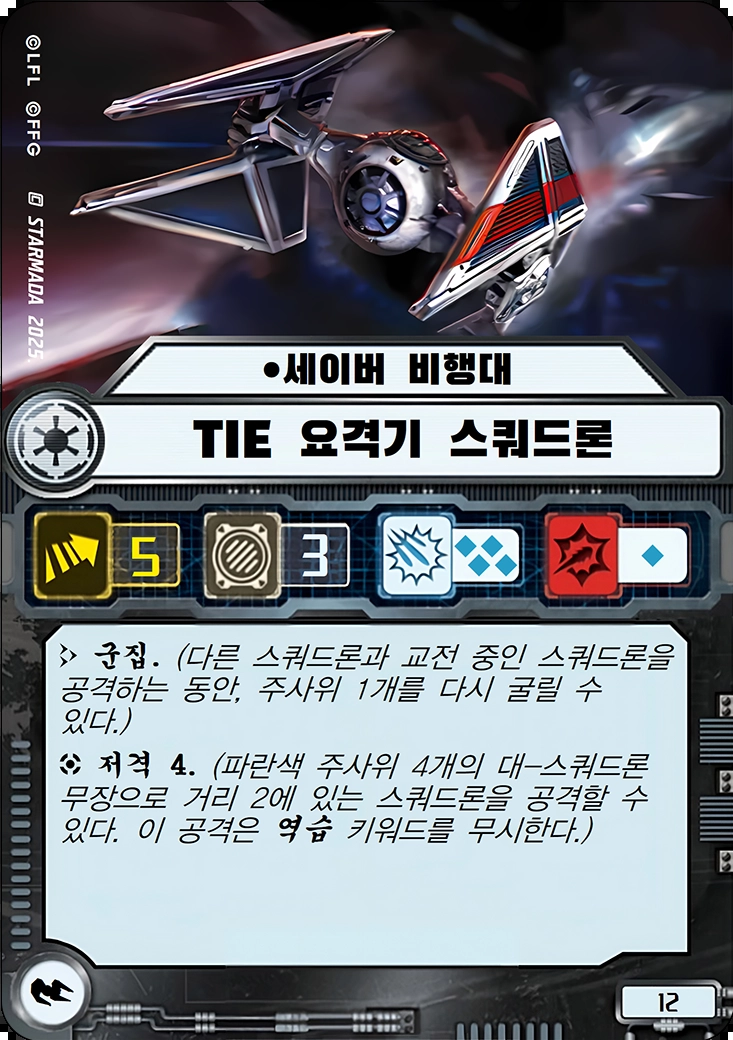 ©LFL ©FFG
STARMADA 2025
•세이버 비행대
TIE 요격기 스쿼드론
5
3
군집. (다른 스쿼드론과 교전 중인 스쿼드론을
공격하는 동안, 주사위 1개를 다시 굴릴 수
있다.)
저격 4. (파란색 주사위 4개의 대-스쿼드론
무장으로 거리 2에 있는 스쿼드론을 공격할 수
있다. 이 공격은 역습 키워드를 무시한다.)
12